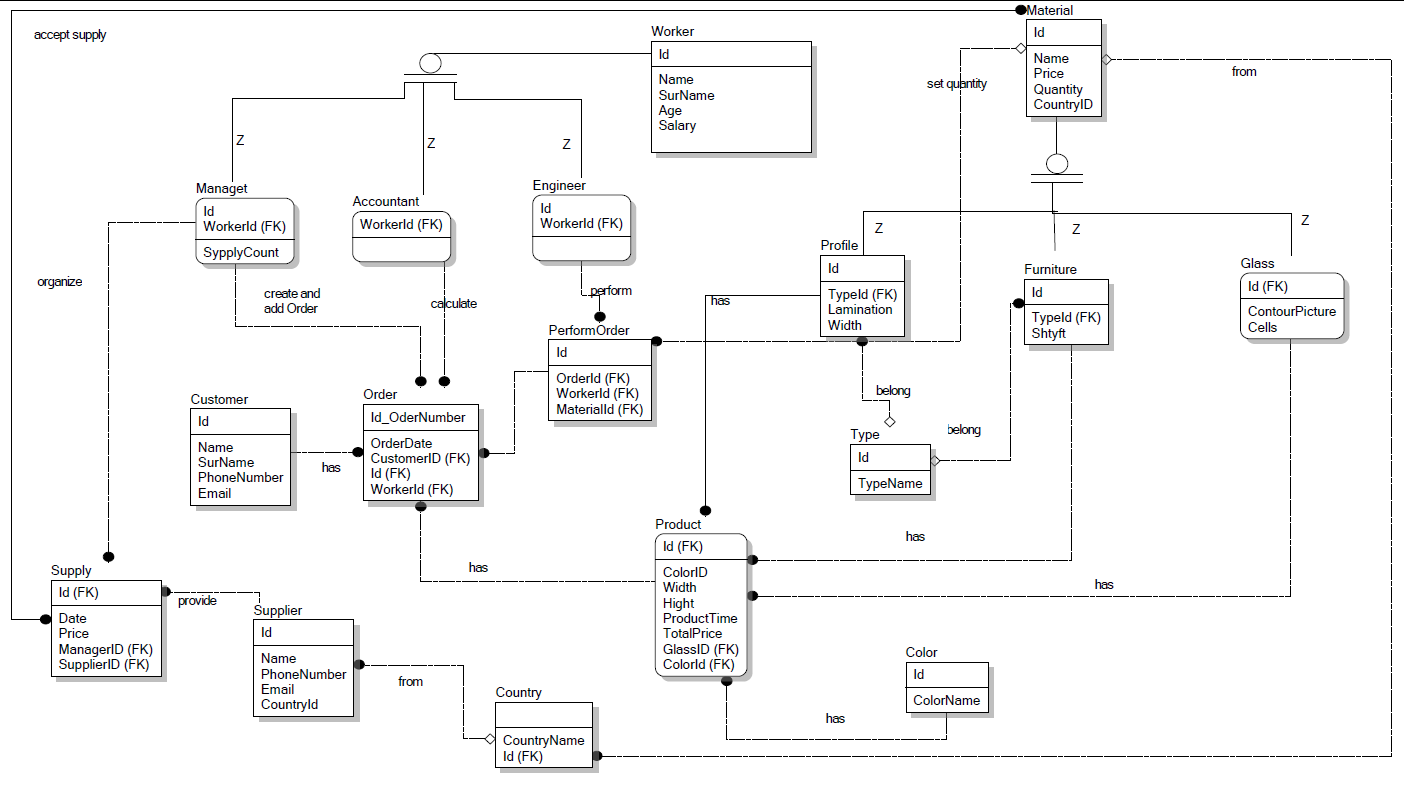 Material
Id
Name
Price
Quantity
CountryID
accept supply
Worker
Id
Name
SurName
Age
Salary
set quantity
from
Z
Z
Z
Managet
Id
WorkerId (FK)
SypplyCount
Accountant
WorkerId (FK)
Engineer
Id
WorkerId (FK)
Z
Z
Z
Profile
Id
TypeId (FK)
Lamination
Width
Furniture
Id
TypeId (FK)
Shtyft
Glass
Id (FK)
ContourPicture
Cells
organize
create and
add Order
calculate
perform
has
PerformOrder
Id
OrderId (FK)
WorkerId (FK)
MaterialId (FK)
Customer
Id
Name
SurName
PhoneNumber
Email
has
Order
Id_OderNumber
OrderDate
CustomerID (FK)
Id (FK)
WorkerId (FK)
belong
belong
Type
Id
TypeName
Product
Id (FK)
ColorID
Width
Hight
ProductTime
TotalPrice
GlassID (FK)
ColorId (FK)
has
has
has
Supply
Id (FK)
Date
Price
ManagerID (FK)
SupplierID (FK)
provide
Supplier
Id
Name
PhoneNumber
Email
CountryId
from
Country
CountryName
Id (FK)
Color
Id
ColorName
has